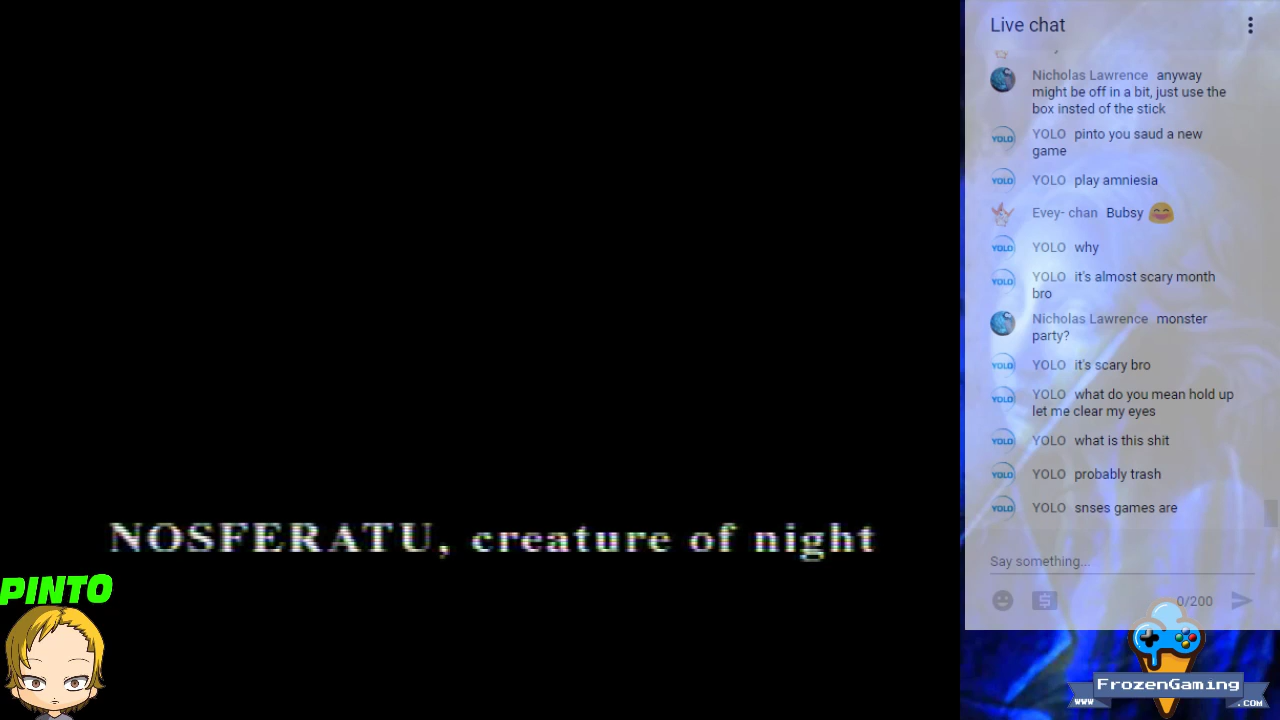 NOSFERATU, creature of night
PINTO
Live chat
Nicholas Lawrence anyway
might be off in a bit, just use the
box insted of the stick
YOLO pinto you saud a new
game
YOLO play amniesia
Evey- chan Bubsy
YOLO why
YOLO it's almost scary month
bro
Nicholas Lawrence monster
party?
YOLO it's scary bro
YOLO what do you mean hold up
let me clear my eyes
YOLO what is this shit
YOLO probably trash
YOLO snses games are
Say something...
0/200
FrozenGaming
WWW
.COM